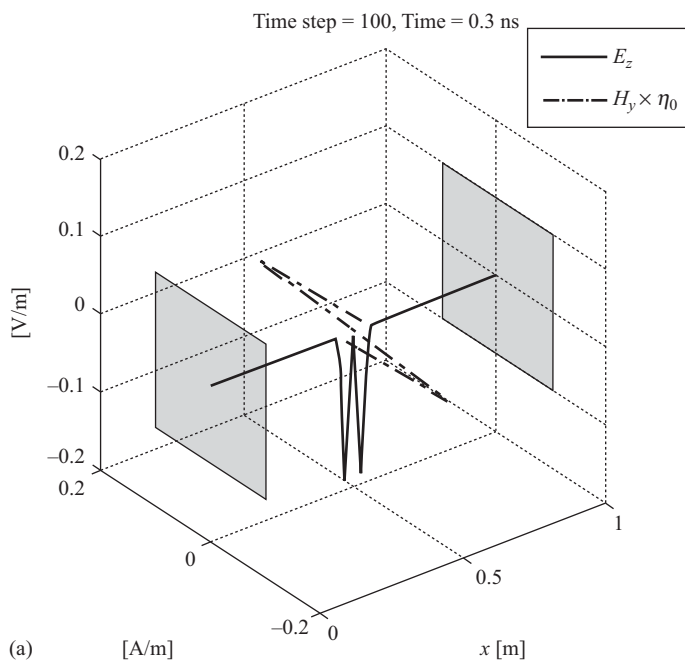 Time step = 100, Time = 0.3 ns
E_z
H_y × η_0
0.2
0.1
0
–0.1
–0.2
[V/m]
0.2
0
–0.2
[A/m]
0
0.5
1
x [m]
(a)